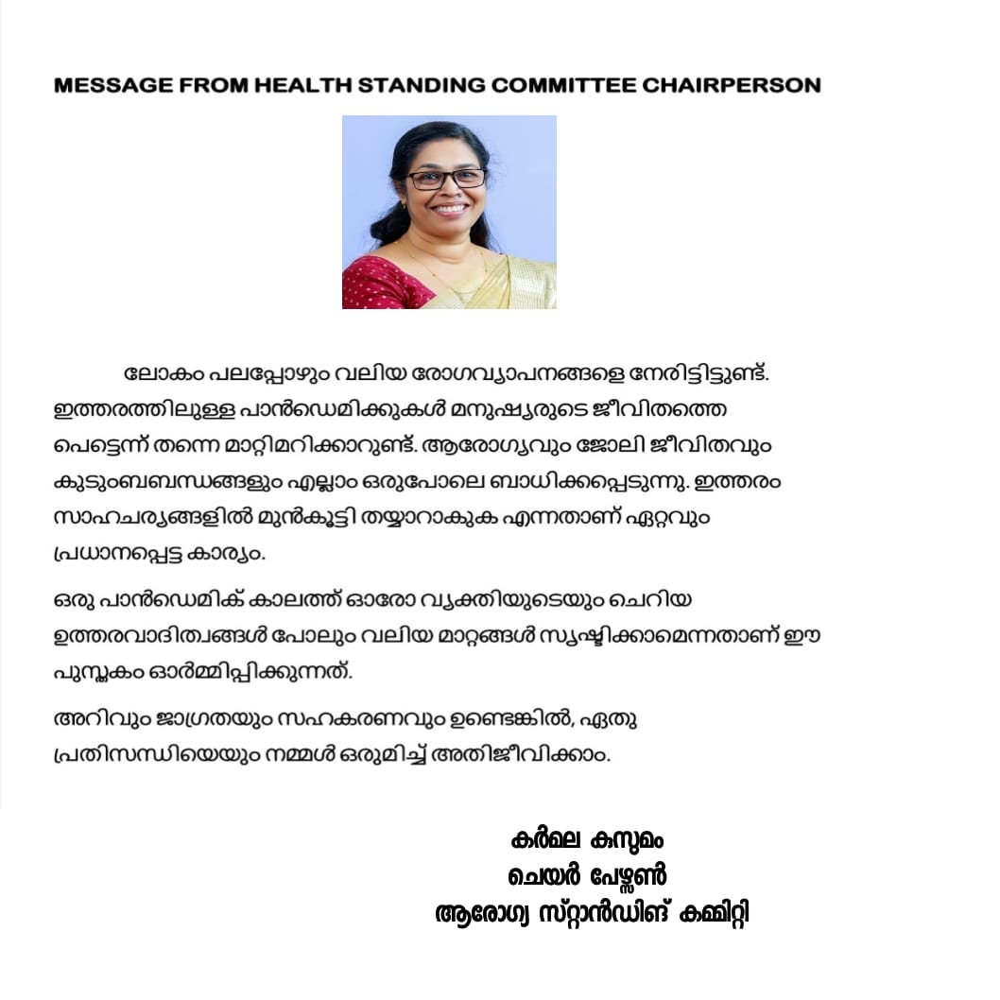 MESSAGE FROM HEALTH STANDING COMMITTEE CHAIRPERSON
ലോകം പലപ്പോഴും വലിയ രോഗവ്യാപനങ്ങളെ നേരിട്ടിട്ടുണ്ട്.
ഇത്തരത്തിലുള്ള പാൻഡെമിക്കുകൾ മനുഷ്യരുടെ ജീവിതത്തെ
പെട്ടെന്ന് തന്നെ മാറ്റിമറിക്കാറുണ്ട്. ആരോഗ്യവും ജോലി ജീവിതവും
കുടുംബബന്ധങ്ങളും എല്ലാം ഒരുപോലെ ബാധിക്കപ്പെടുന്നു. ഇത്തരം
സാഹചര്യങ്ങളിൽ മുൻകൂട്ടി തയ്യാറാകുക എന്നതാണ് ഏറ്റവും
പ്രധാനപ്പെട്ട കാര്യം.
ഒരു പാൻഡെമിക് കാലത്ത് ഓരോ വ്യക്തിയുടെയും ചെറിയ
ഉത്തരവാദിത്വങ്ങൾ പോലും വലിയ മാറ്റങ്ങൾ സൃഷ്ടിക്കാമെന്നതാണ് ഈ
പുസ്തകം ഓർമ്മിപ്പിക്കുന്നത്.
അറിവും ജാഗ്രതയും സഹകരണവും ഉണ്ടെങ്കിൽ, ഏതു
പ്രതിസന്ധിയെയും നമ്മൾ ഒരുമിച്ച് അതിജീവിക്കാം.
കർമല കുസുമം
ചെയർ പേഴ്സൺ
ആരോഗ്യ സ്റ്റാൻഡിങ് കമ്മിറ്റി